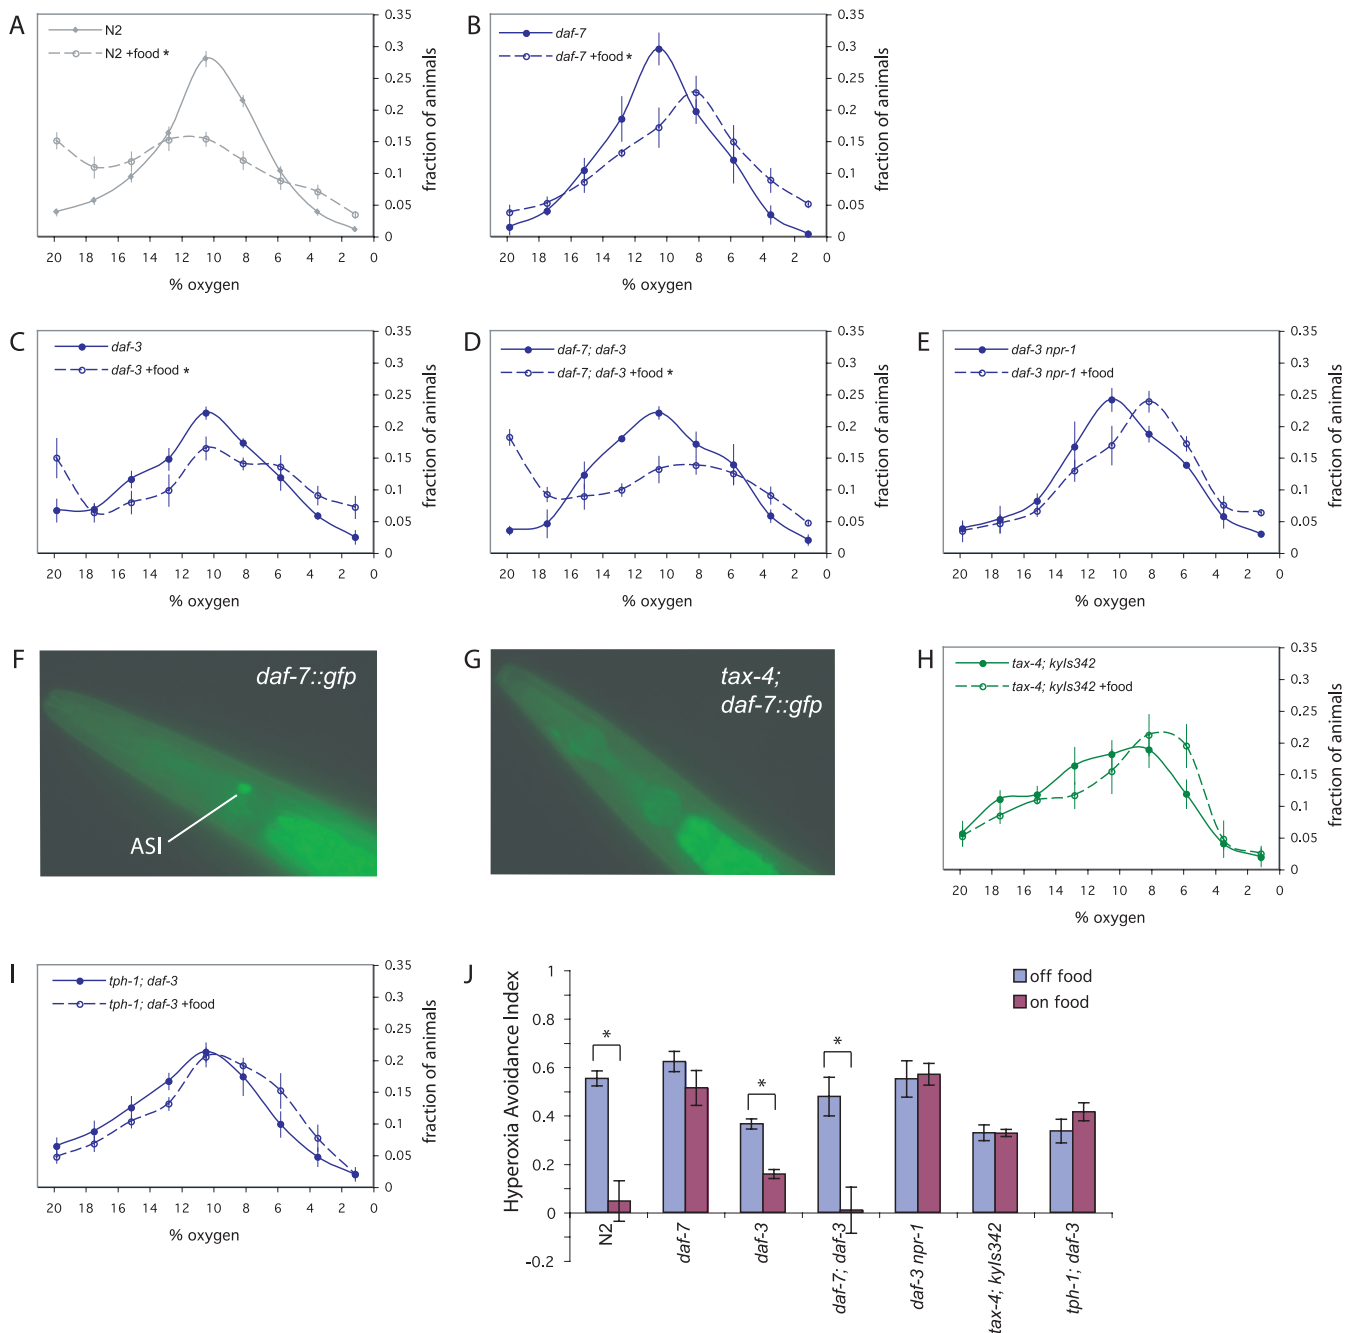 A
N2
N2 +food *
0.35
0.3
0.25
0.2
0.15
0.1
0.05
0
fraction of animals
20 18 16 14 12 10 8 6 4 2 0
% oxygen
B
daf-7
daf-7 +food *
0.35
0.3
0.25
0.2
0.15
0.1
0.05
0
fraction of animals
20 18 16 14 12 10 8 6 4 2 0
% oxygen
C
daf-3
daf-3 +food *
0.35
0.3
0.25
0.2
0.15
0.1
0.05
0
fraction of animals
20 18 16 14 12 10 8 6 4 2 0
% oxygen
D
daf-7; daf-3
daf-7; daf-3 +food *
0.35
0.3
0.25
0.2
0.15
0.1
0.05
0
fraction of animals
20 18 16 14 12 10 8 6 4 2 0
% oxygen
E
daf-3 npr-1
daf-3 npr-1 +food
0.35
0.3
0.25
0.2
0.15
0.1
0.05
0
fraction of animals
20 18 16 14 12 10 8 6 4 2 0
% oxygen
F
daf-7::gfp
ASI
G
tax-4;
daf-7::gfp
H
tax-4; kyIs342
tax-4; kyIs342 +food
0.35
0.3
0.25
0.2
0.15
0.1
0.05
0
fraction of animals
20 18 16 14 12 10 8 6 4 2 0
% oxygen
I
tph-1; daf-3
tph-1; daf-3 +food
0.35
0.3
0.25
0.2
0.15
0.1
0.05
0
fraction of animals
20 18 16 14 12 10 8 6 4 2 0
% oxygen
J
off food
on food
Hyperoxia Avoidance Index
1
0.8
0.6
0.4
0.2
0
-0.2
*
*
*
N2
daf-7
daf-3
daf-7; daf-3
daf-3 npr-1
tax-4; kyIs342
tph-1; daf-3